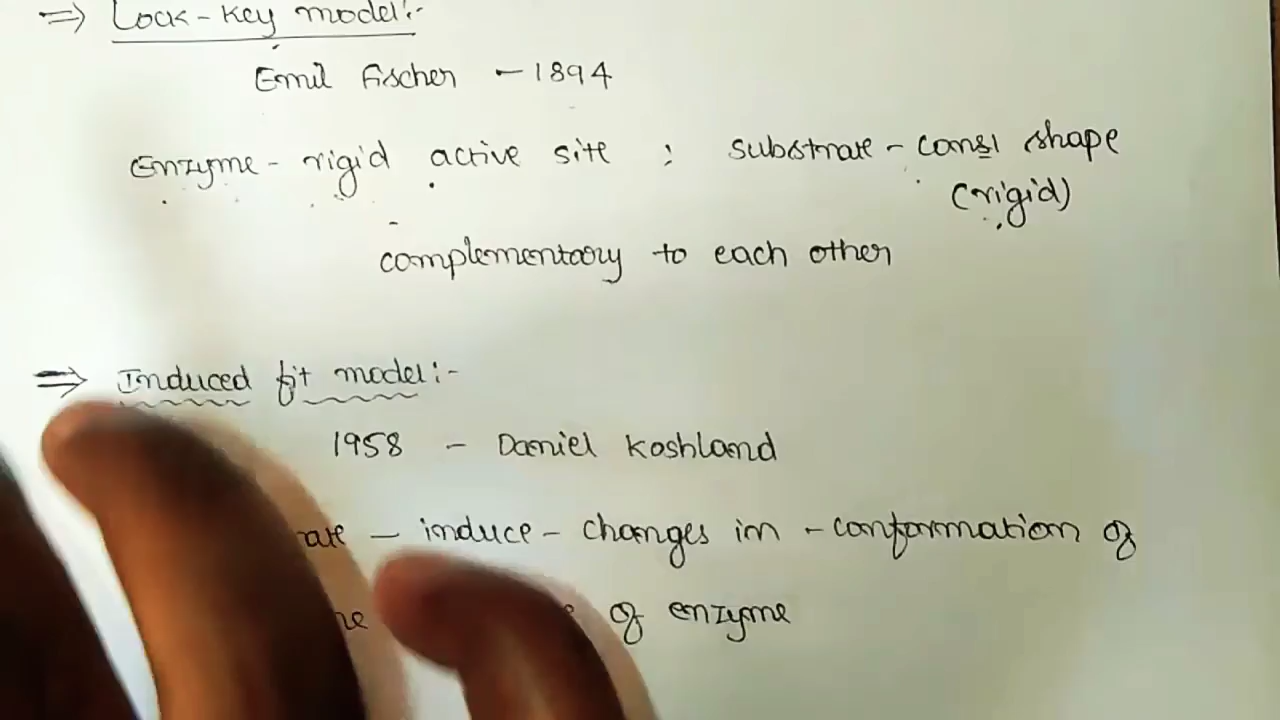 ⇒ Lock-key model:-
Emil Fischer - 1894
Enzyme - rigid active site : substrate - const shape
(rigid)
complementary to each other
⇒ Induced fit model:-
1958 - Daniel Koshland
- induce - changes in - conformation of
of enzyme